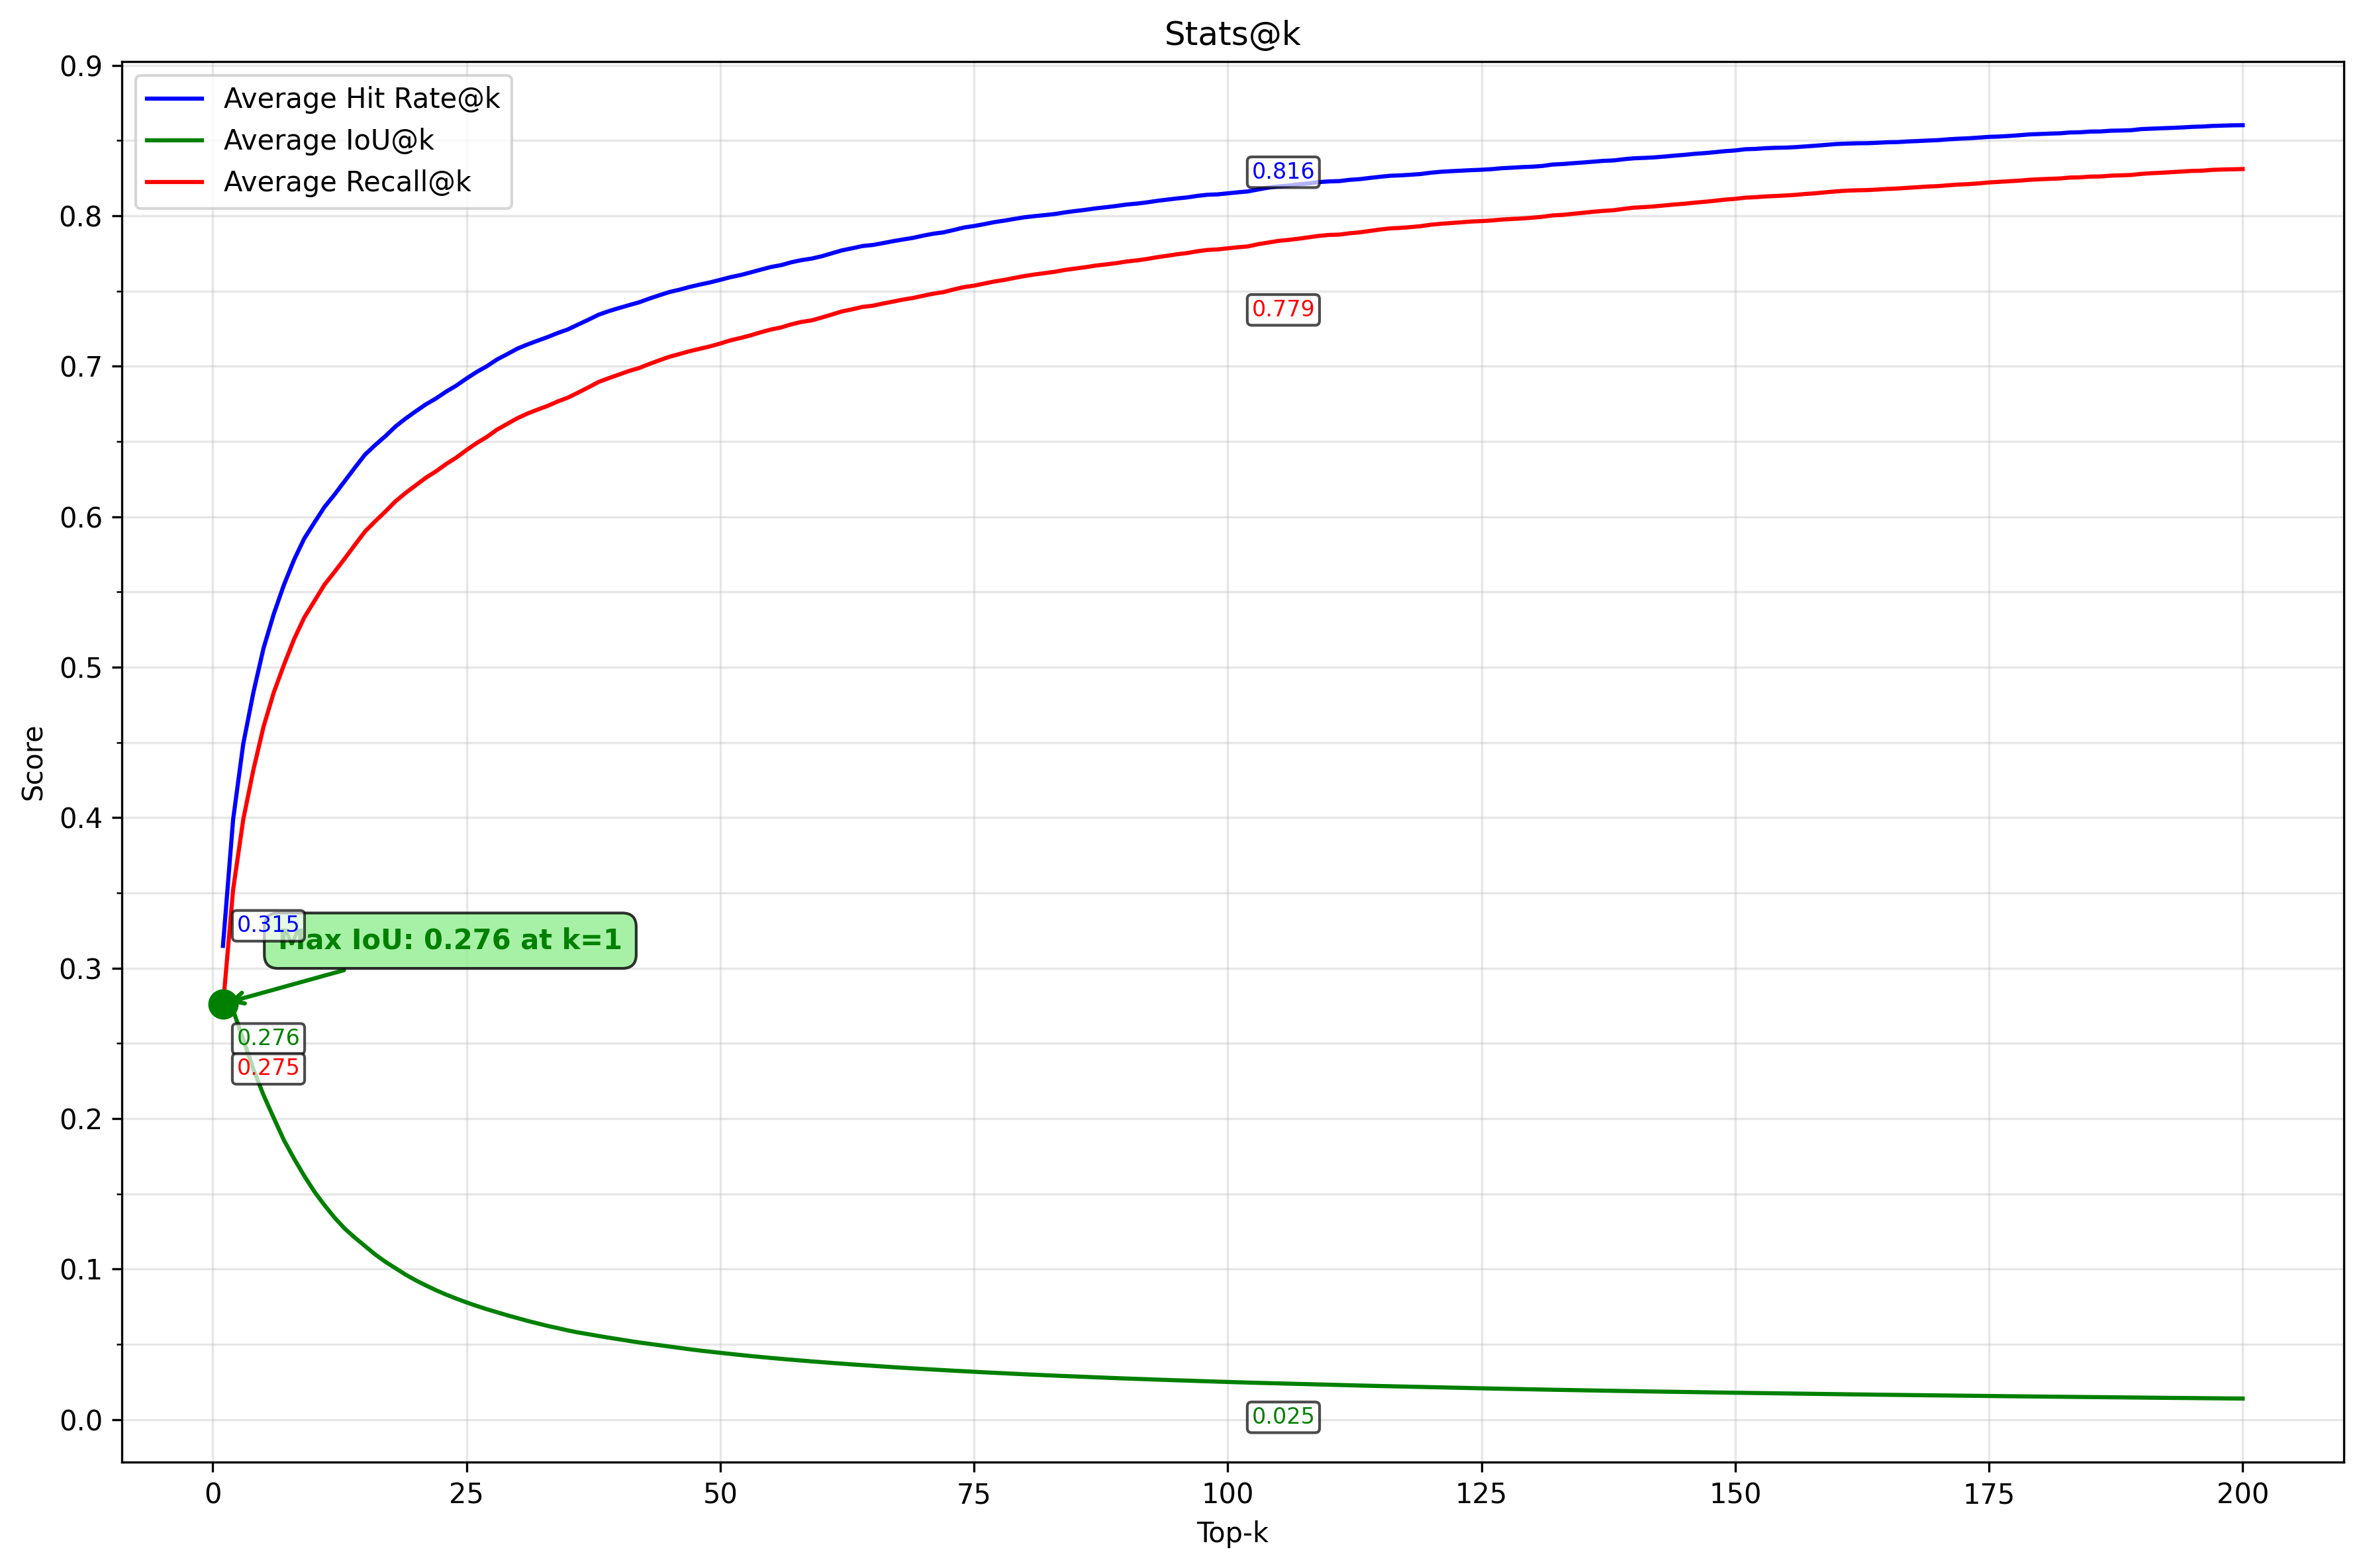 Stats@k
Average Hit Rate@k
Average IoU@k
Average Recall@k
0.9
0.8
0.7
0.6
0.5
0.4
0.3
0.2
0.1
0.0
Score
0.816
0.779
0.315
Max IoU: 0.276 at k=1
0.276
0.275
0.025
0 25 50 75 100 125 150 175 200
Top-k